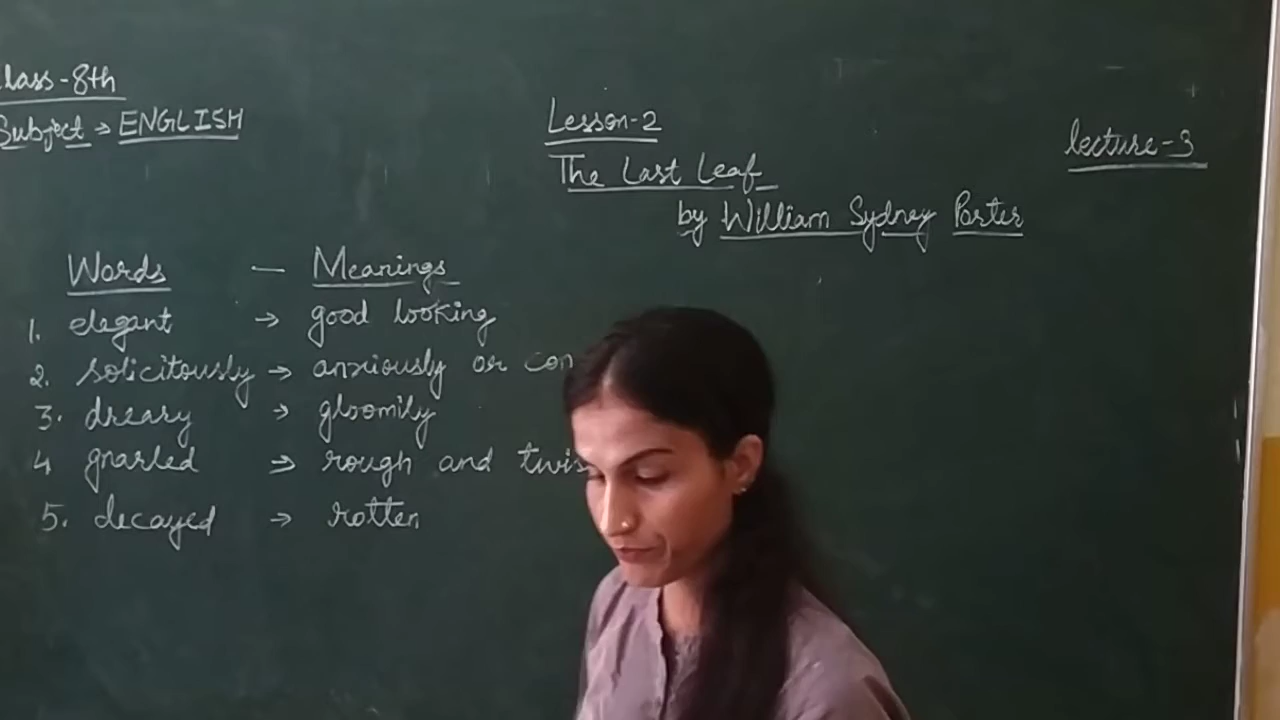 Class-8th
Subject → ENGLISH
Lesson-2
The Last Leaf
by William Sydney Porter
lecture-3
Words — Meanings
1. elegant → good looking
2. solicitously → anxiously or con
3. dreary → gloomily
4 gnarled → rough and twis
5. decayed → rotten